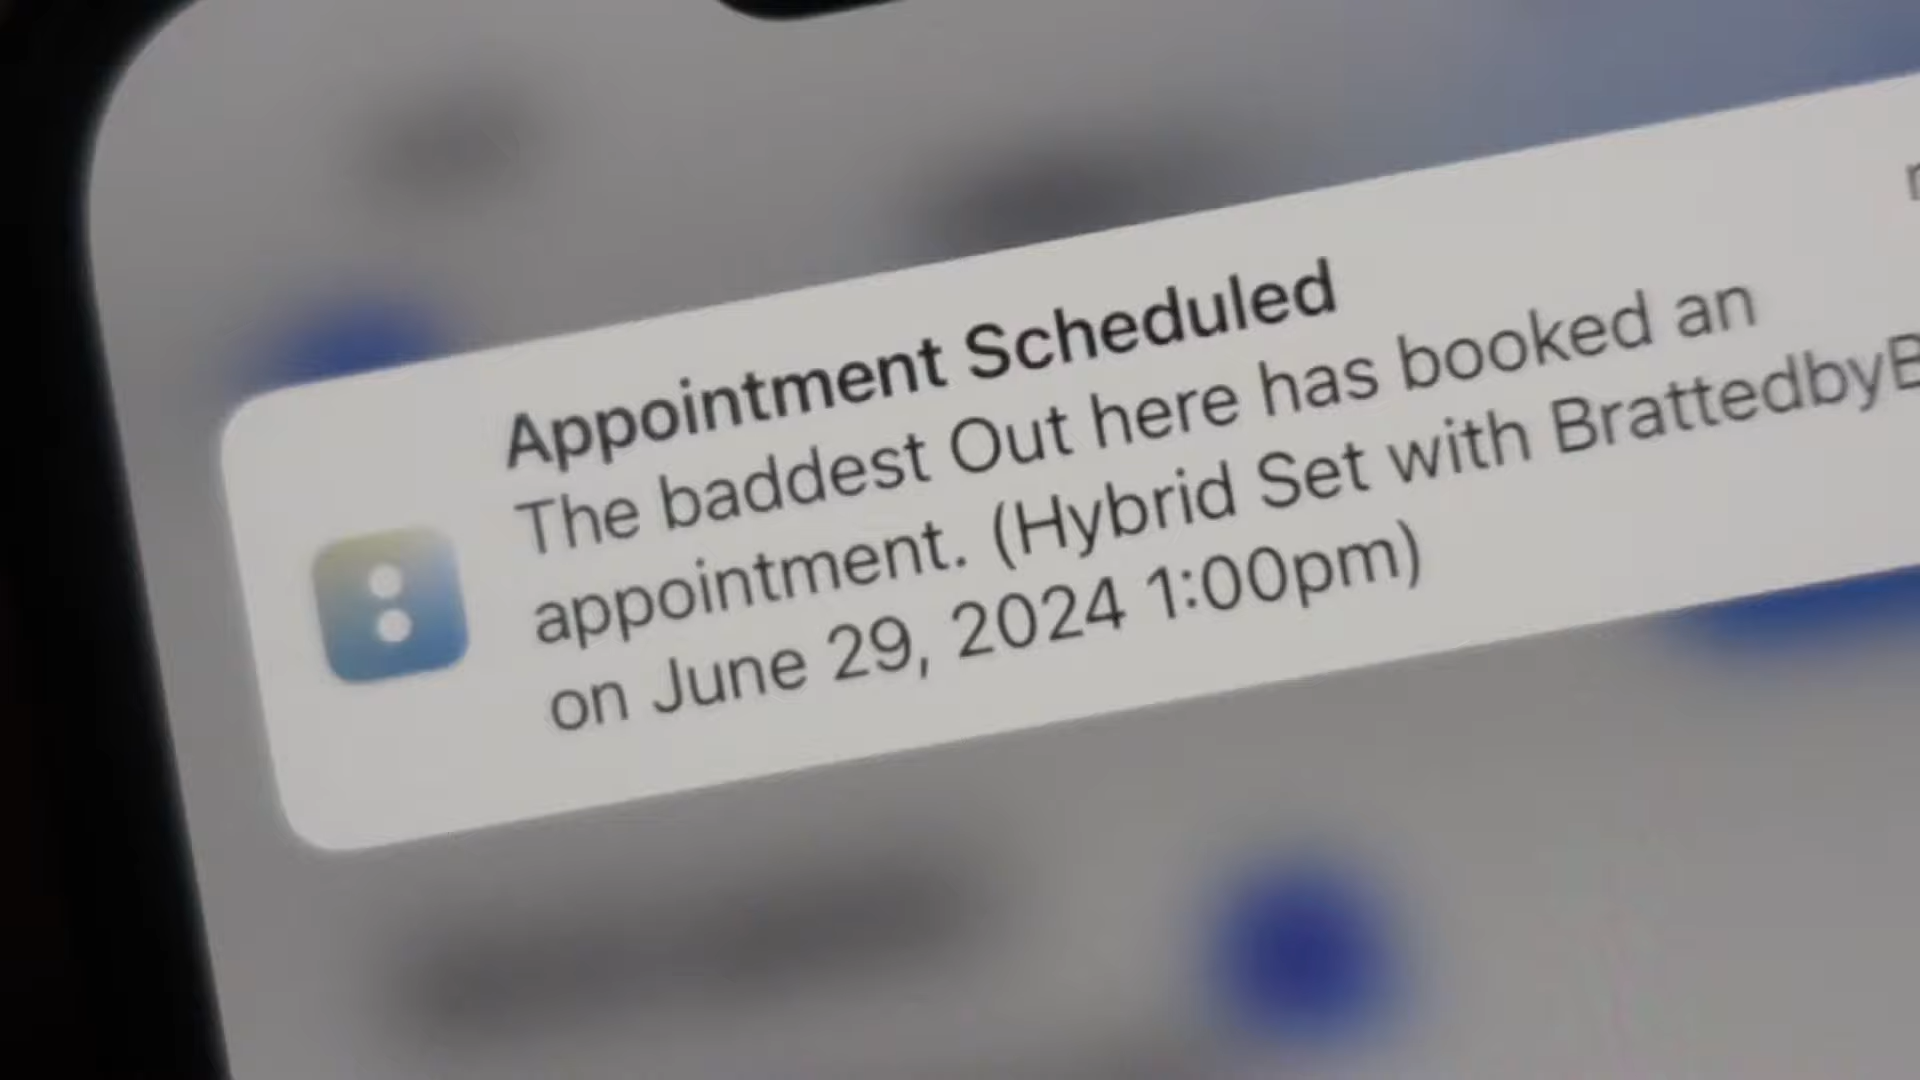 Appointment Scheduled
The baddest Out here has booked an
appointment. (Hybrid Set with BrattedbyB
on June 29, 2024 1:00pm)